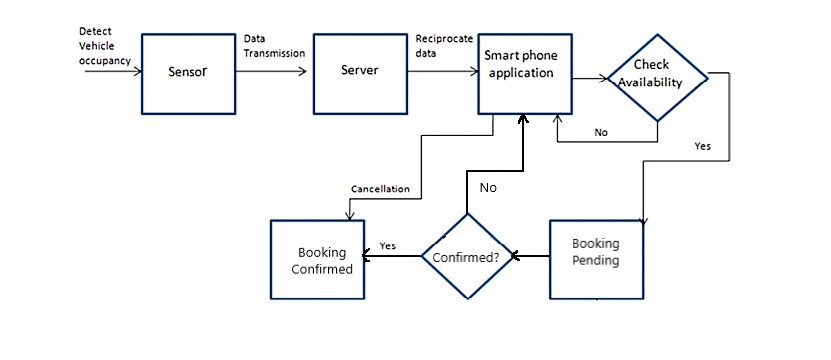 Detect
Vehicle
occupancy
Sensor
Data
Transmission
Server
Reciprocate
data
Smart phone
application
Check
Availability
No
Yes
Cancellation
No
Booking
Confirmed
Yes
Confirmed?
Booking
Pending